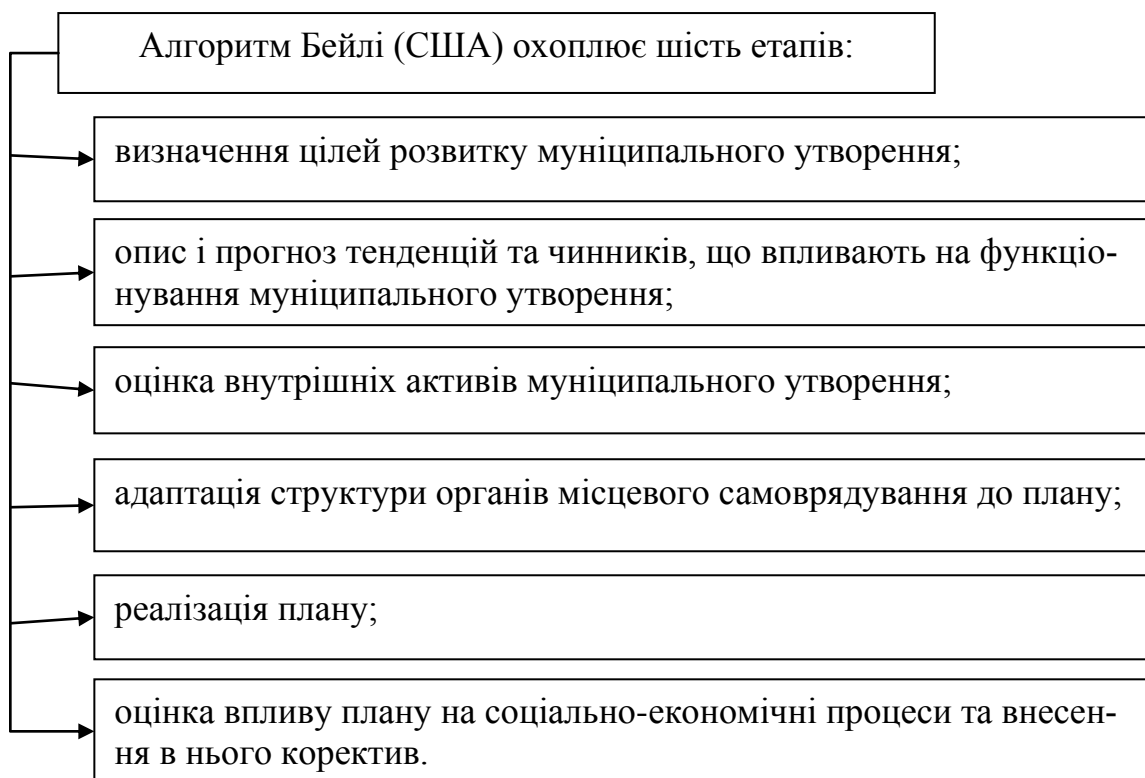 Алгоритм Бейлі (США) охоплює шість етапів:
визначення цілей розвитку муніципального утворення;
опис і прогноз тенденцій та чинників, що впливають на функціо-
нування муніципального утворення;
оцінка внутрішніх активів муніципального утворення;
адаптація структури органів місцевого самоврядування до плану;
реалізація плану;
оцінка впливу плану на соціально-економічні процеси та внесен-
ня в нього коректив.